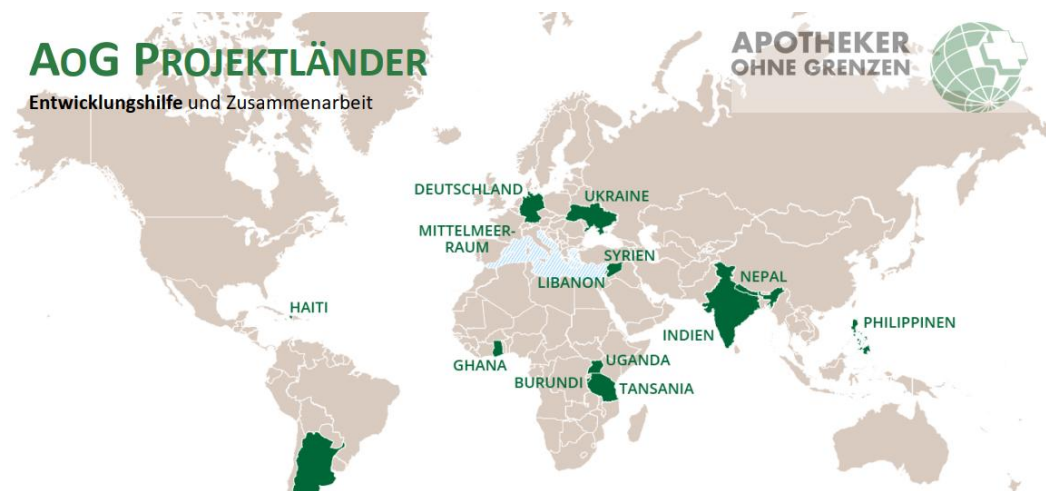 AOG PROJEKTLÄNDER
Entwicklungshilfe und Zusammenarbeit
APOTHEKER
OHNE GRENZEN
DEUTSCHLAND
UKRAINE
MITTELMEER-
RAUM
SYRIEN
LIBANON
NEPAL
HAITI
INDIEN
PHILIPPINEN
GHANA
UGANDA
BURUNDI
TANSANIA